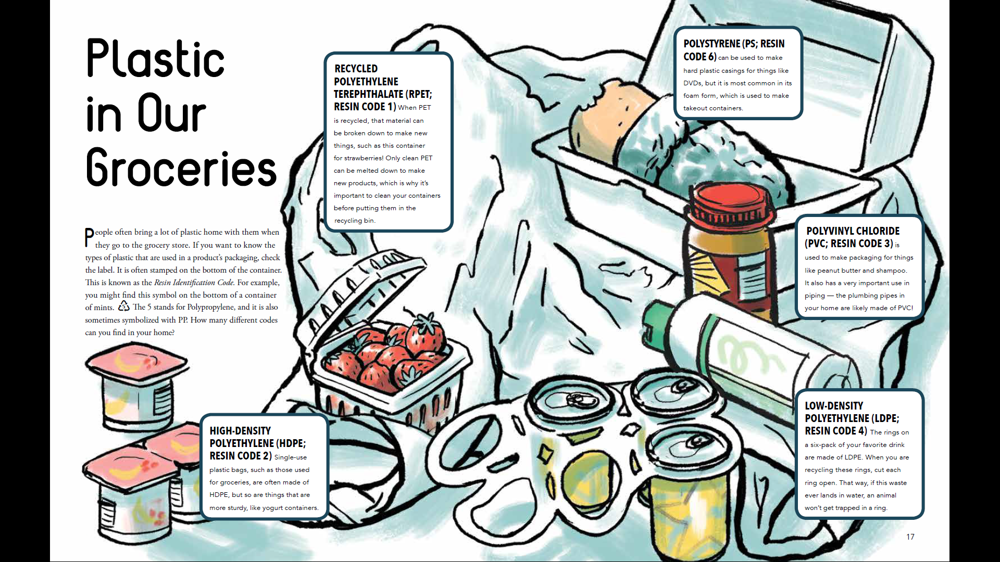 Plastic
in Our
Groceries
People often bring a lot of plastic home with them when
they go to the grocery store. If you want to know the
types of plastic that are used in a product's packaging, check
the label. It is often stamped on the bottom of the container.
This is known as the Resin Identification Code. For example,
you might find this symbol on the bottom of a container
of mints. 5 The 5 stands for Polypropylene, and it is also
sometimes symbolized with PP. How many different codes
can you find in your home?
RECYCLED
POLYETHYLENE
TEREPHTHALATE (RPET;
RESIN CODE 1) When PET
is recycled, that material can
be broken down to make new
things, such as this container
for strawberries! Only clean PET
can be melted down to make
new products, which is why it's
important to clean your containers
before putting them in the
recycling bin.
HIGH-DENSITY
POLYETHYLENE (HDPE;
RESIN CODE 2) Single-use
plastic bags, such as those used
for groceries, are often made of
HDPE, but so are things that are
more sturdy, like yogurt containers.
POLYSTYRENE (PS; RESIN
CODE 6) can be used to make
hard plastic casings for things like
DVDs, but it is most common in its
foam form, which is used to make
takeout containers.
POLYVINYL CHLORIDE
(PVC; RESIN CODE 3) is
used to make packaging for things
like peanut butter and shampoo.
It also has a very important use in
piping — the plumbing pipes in
your home are likely made of PVC!
LOW-DENSITY
POLYETHYLENE (LDPE;
RESIN CODE 4) The rings on
a six-pack of your favorite drink
are made of LDPE. When you are
recycling these rings, cut each
ring open. That way, if this waste
ever lands in water, an animal
won't get trapped in a ring.
17